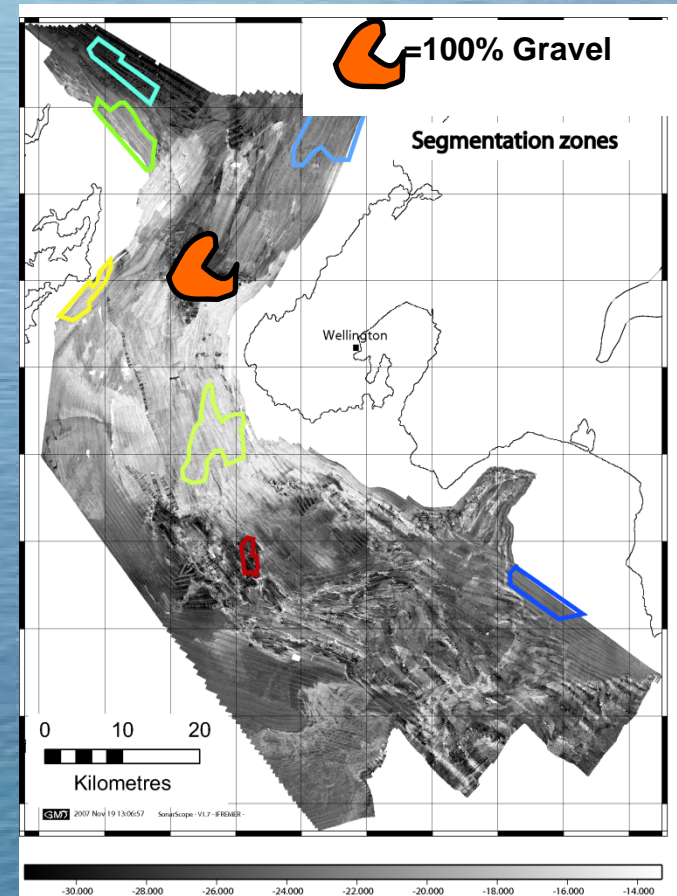 =100% Gravel
Segmentation zones
Wellington
0 10 20
Kilometres
GMT 2007 Nov 19 13:06:57 SonarScope - V1.7 - IFREMER -
-30.000 -28.000 -26.000 -24.000 -22.000 -20.000 -18.000 -16.000 -14.000